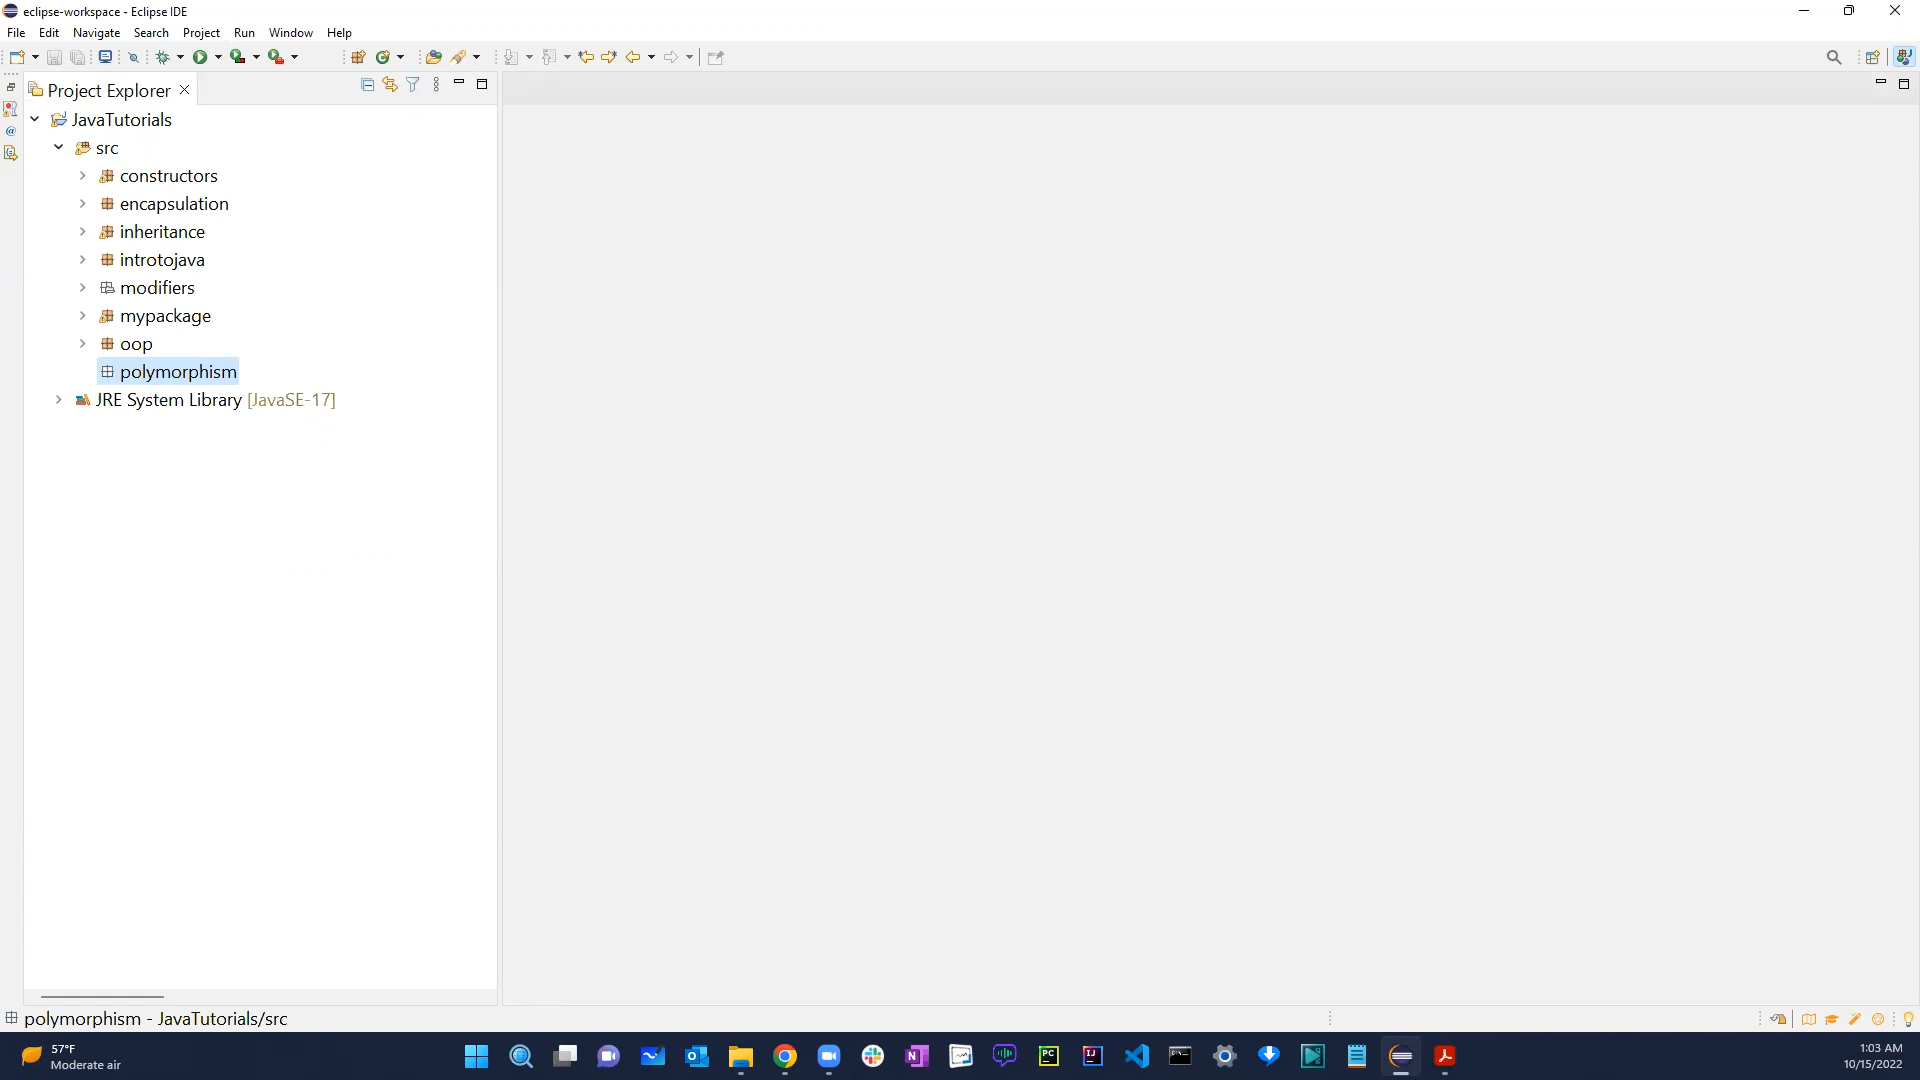 eclipse-workspace - Eclipse IDE
File Edit Navigate Search Project Run Window Help
Project Explorer
JavaTutorials
src
constructors
encapsulation
inheritance
introtojava
modifiers
mypackage
oop
polymorphism
JRE System Library [JavaSE-17]
polymorphism - JavaTutorials/src
57°F
Moderate air
1:03 AM
10/15/2022